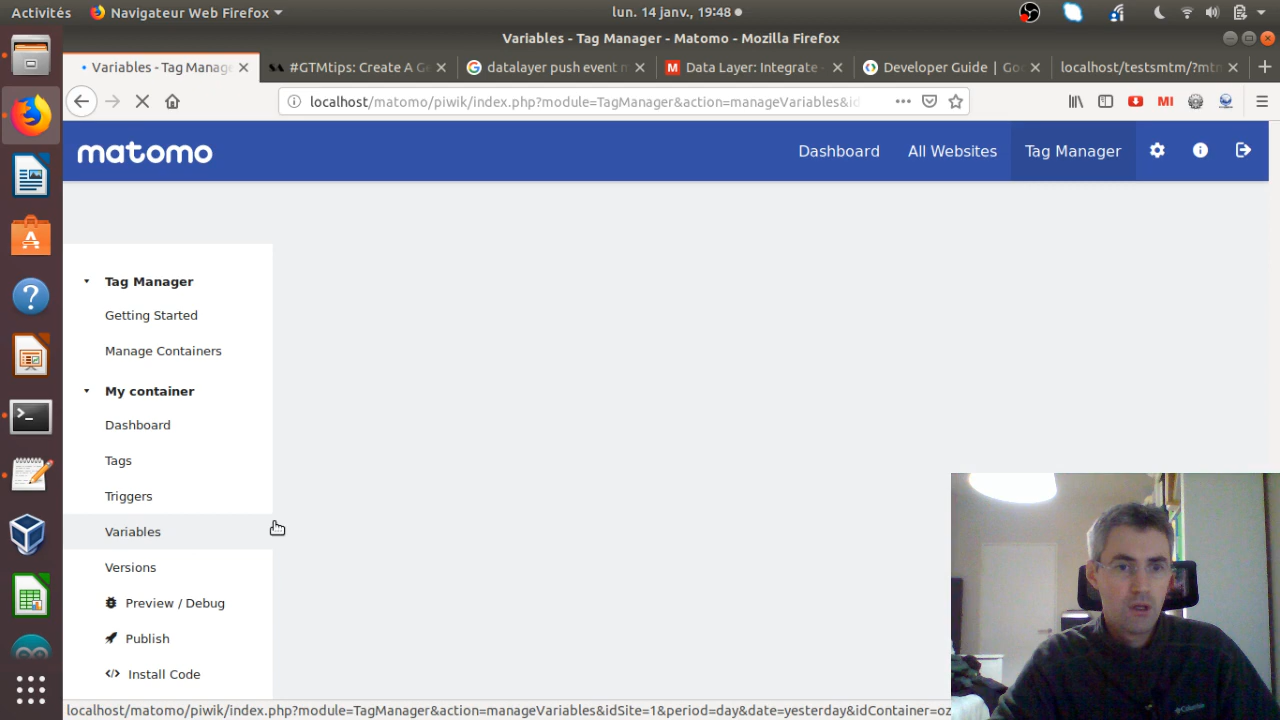 Activités
Navigateur Web Firefox
lun. 14 janv., 19:48
Variables - Tag Manager - Matomo - Mozilla Firefox
Variables - Tag Manage
#GTMtips: Create A Ge
datalayer push event m
Data Layer: Integrate -
Developer Guide | Go
localhost/testsmtm/?mtm
localhost/matomo/piwik/index.php?module=TagManager&action=manageVariables&id
matomo
Dashboard
All Websites
Tag Manager
Tag Manager
Getting Started
Manage Containers
My container
Dashboard
Tags
Triggers
Variables
Versions
Preview / Debug
Publish
Install Code
localhost/matomo/piwik/index.php?module=TagManager&action=manageVariables&idSite=1&period=day&date=yesterday&idContainer=oz
Columbia